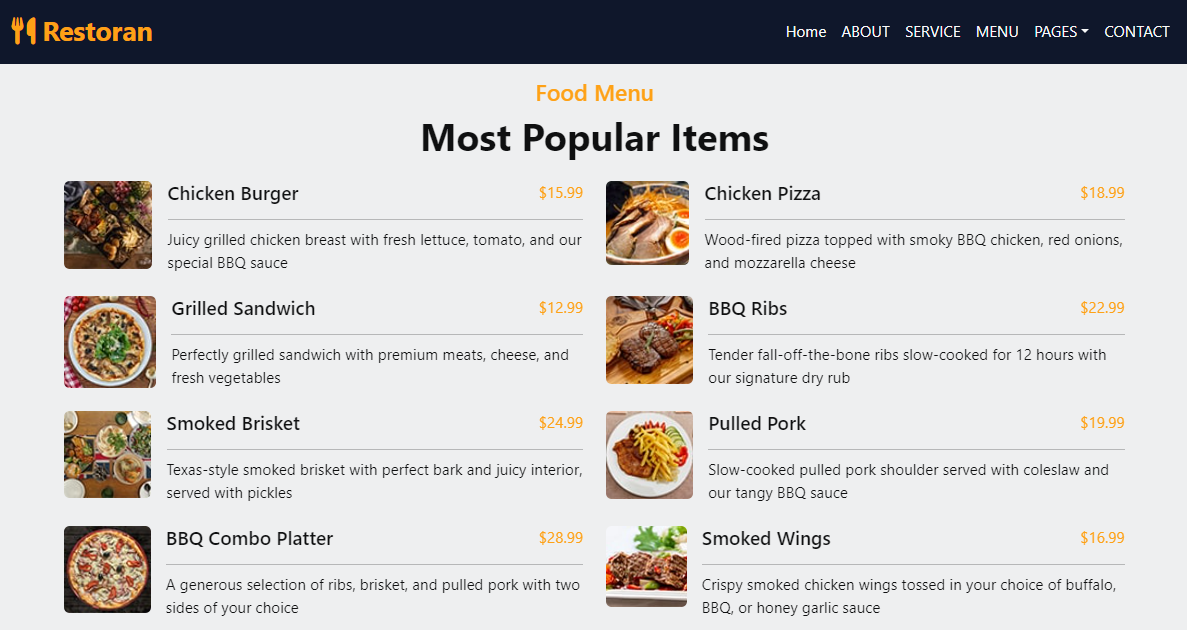 Restoran
Home ABOUT SERVICE MENU PAGES CONTACT
Food Menu
Most Popular Items
Chicken Burger $15.99
Juicy grilled chicken breast with fresh lettuce, tomato, and our
special BBQ sauce
Chicken Pizza $18.99
Wood-fired pizza topped with smoky BBQ chicken, red onions,
and mozzarella cheese
Grilled Sandwich $12.99
Perfectly grilled sandwich with premium meats, cheese, and
fresh vegetables
BBQ Ribs $22.99
Tender fall-off-the-bone ribs slow-cooked for 12 hours with
our signature dry rub
Smoked Brisket $24.99
Texas-style smoked brisket with perfect bark and juicy interior,
served with pickles
Pulled Pork $19.99
Slow-cooked pulled pork shoulder served with coleslaw and
our tangy BBQ sauce
BBQ Combo Platter $28.99
A generous selection of ribs, brisket, and pulled pork with two
sides of your choice
Smoked Wings $16.99
Crispy smoked chicken wings tossed in your choice of buffalo,
BBQ, or honey garlic sauce